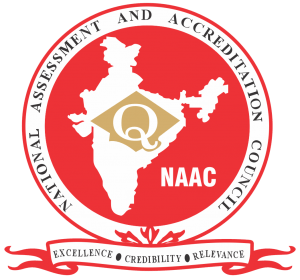 NATIONAL ASSESSMENT AND ACCREDITATION COUNCIL
Q
NAAC
EXCELLENCE ● CREDIBILITY ● RELEVANCE